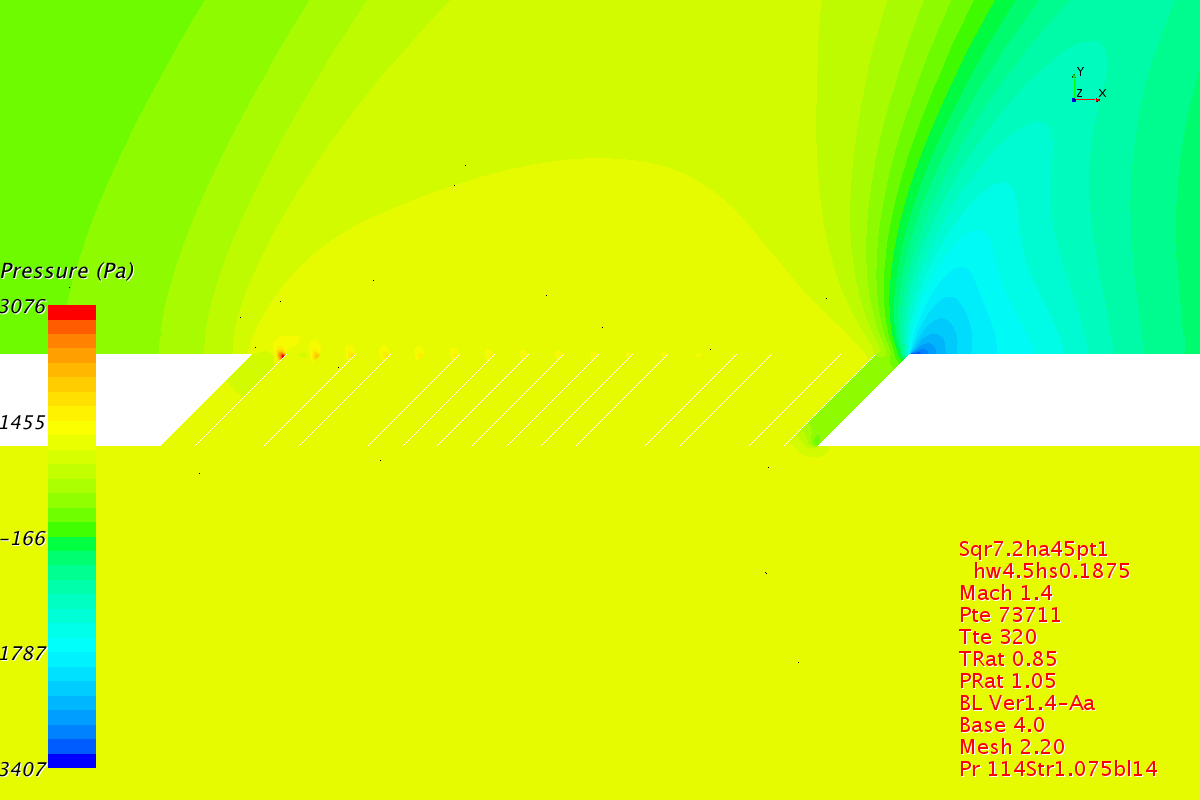 Y
Z X
Pressure (Pa)
3076
1455
-166
1787
3407
Sqr7.2ha45pt1
hw4.5hs0.1875
Mach 1.4
Pte 73711
Tte 320
TRat 0.85
PRat 1.05
BL Ver1.4-Aa
Base 4.0
Mesh 2.20
Pr 114Str1.075bl14